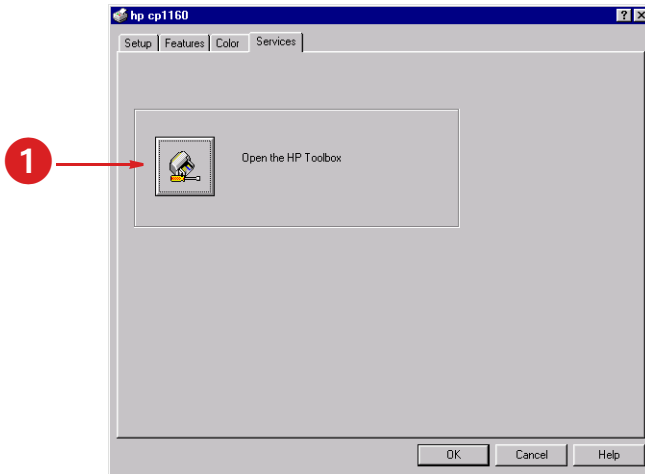 hp cp1160
Setup Features Color Services
1
Open the HP Toolbox
OK Cancel Help